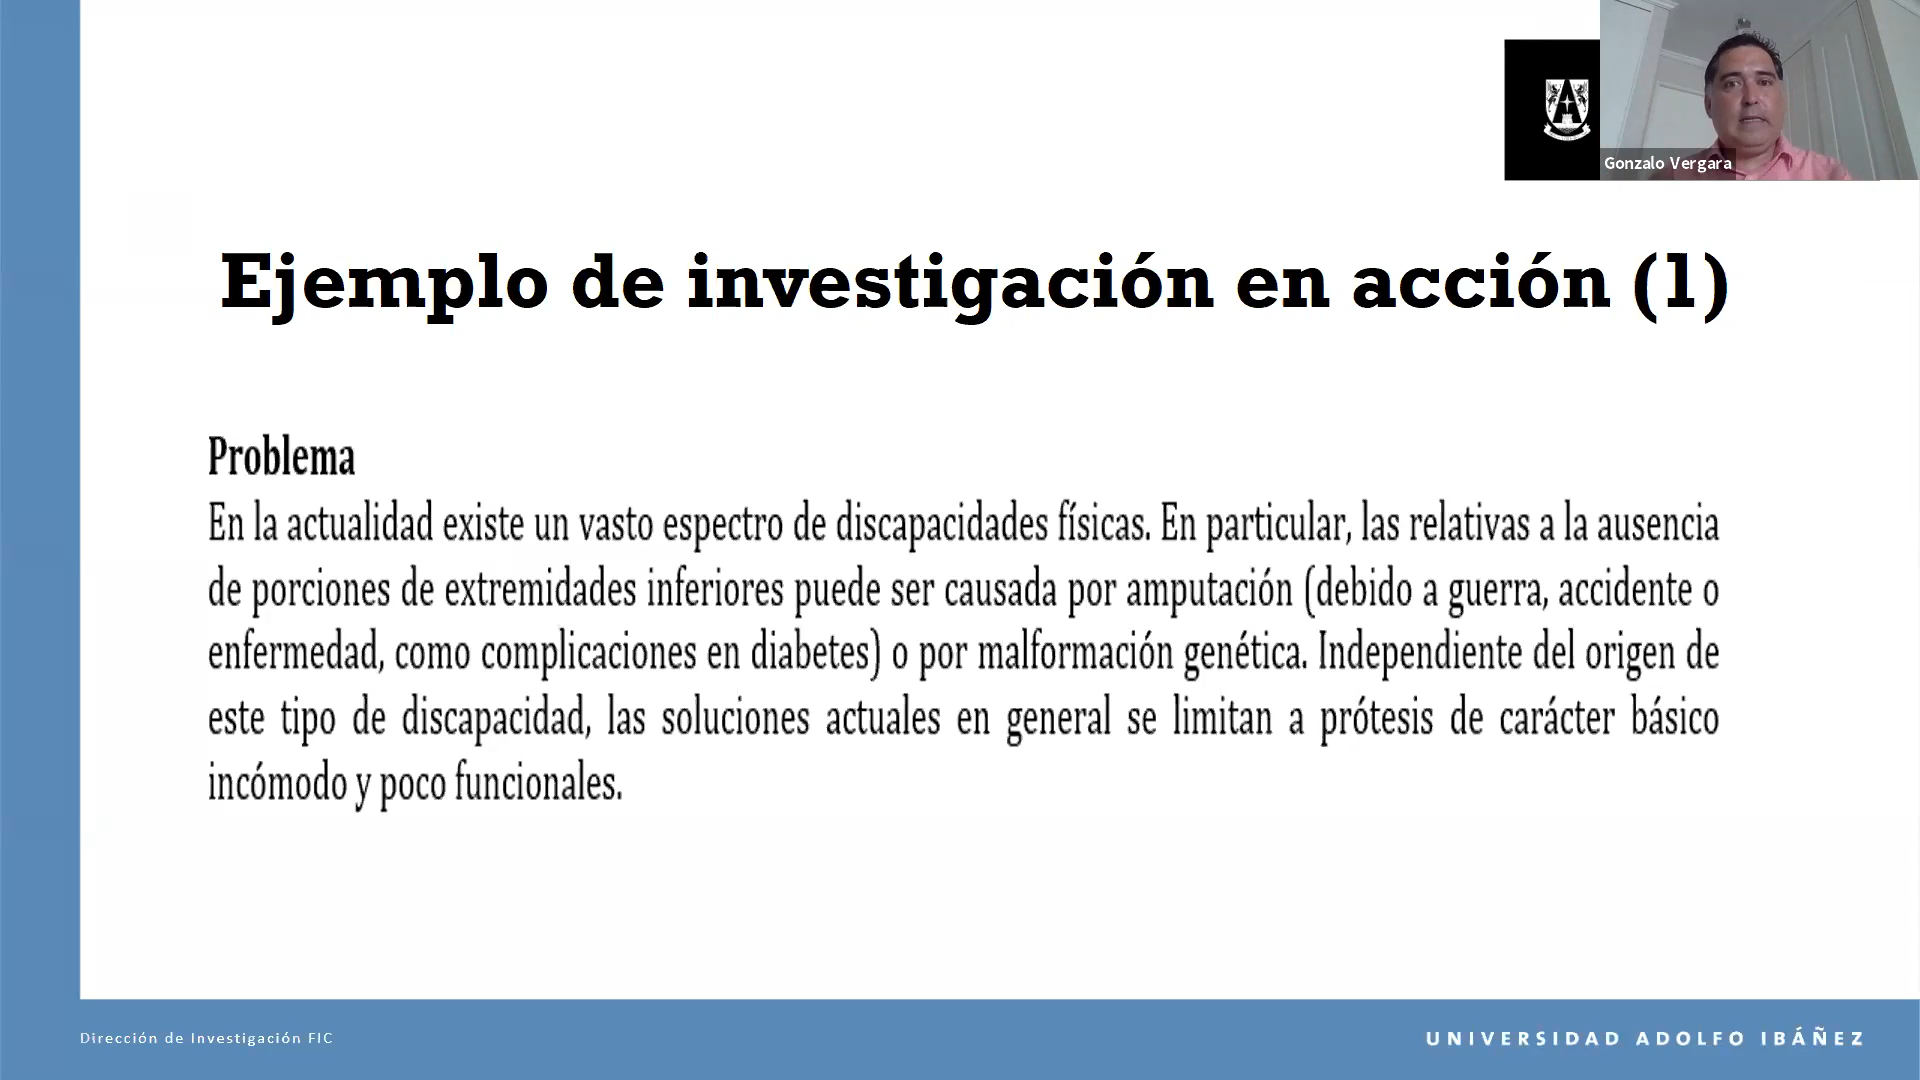 Gonzalo Vergara
Ejemplo de investigación en acción (1)
Problema
En la actualidad existe un vasto espectro de discapacidades físicas. En particular, las relativas a la ausencia
de porciones de extremidades inferiores puede ser causada por amputación (debido a guerra, accidente o
enfermedad, como complicaciones en diabetes) o por malformación genética. Independiente del origen de
este tipo de discapacidad, las soluciones actuales en general se limitan a prótesis de carácter básico
incómodo y poco funcionales.
Dirección de Investigación FIC
UNIVERSIDAD ADOLFO IBÁÑEZ